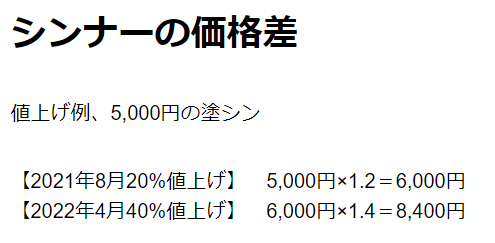 シンナーの価格差
値上げ例、5,000円の塗シン
【2021年8月20%値上げ】　5,000円×1.2＝6,000円
【2022年4月40%値上げ】　6,000円×1.4＝8,400円